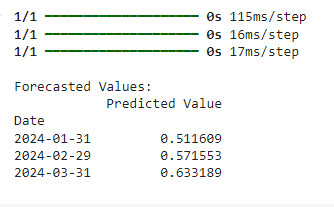 1/1 ━━━━━━━━━━━━━━━━━━━━ 0s 115ms/step
1/1 ━━━━━━━━━━━━━━━━━━━━ 0s 16ms/step
1/1 ━━━━━━━━━━━━━━━━━━━━ 0s 17ms/step
Forecasted Values:
Predicted Value
Date
2024-01-31 0.511609
2024-02-29 0.571553
2024-03-31 0.633189